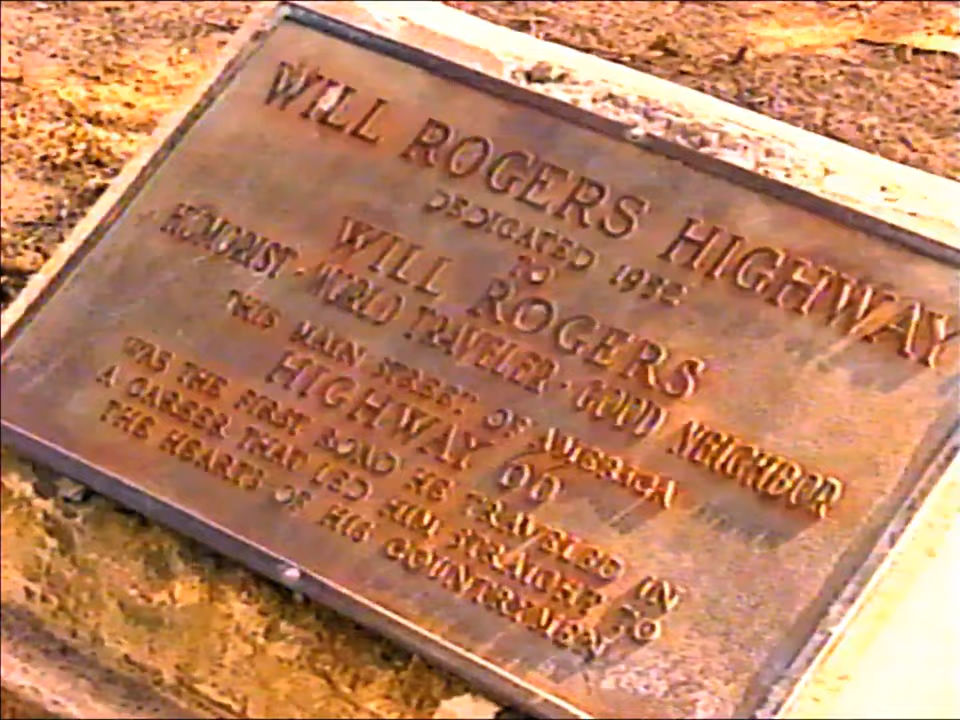 WILL ROGERS HIGHWAY
DEDICATED 1952
TO
WILL ROGERS
HUMORIST · WORLD TRAVELER · GOOD NEIGHBOR
THIS MAIN STREET OF AMERICA
HIGHWAY 66
WAS THE FIRST ROAD HE TRAVELED IN
A CAREER THAT LED HIM STRAIGHT TO
THE HEARTS OF HIS COUNTRYMEN